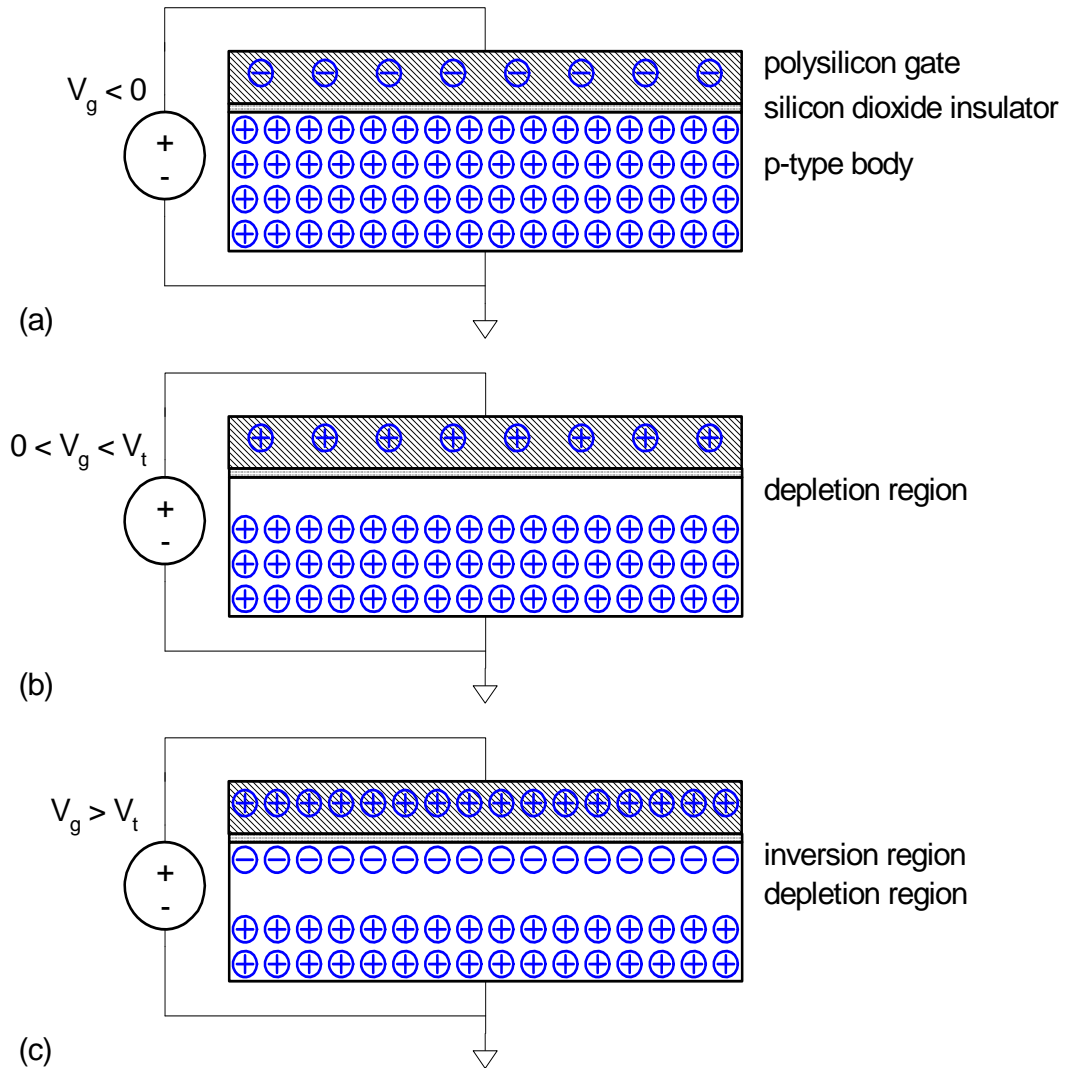 polysilicon gate
V_g < 0
silicon dioxide insulator
+
p-type body
-
(a)
0 < V_g < V_t
depletion region
+
-
(b)
V_g > V_t
inversion region
+
depletion region
-
(c)